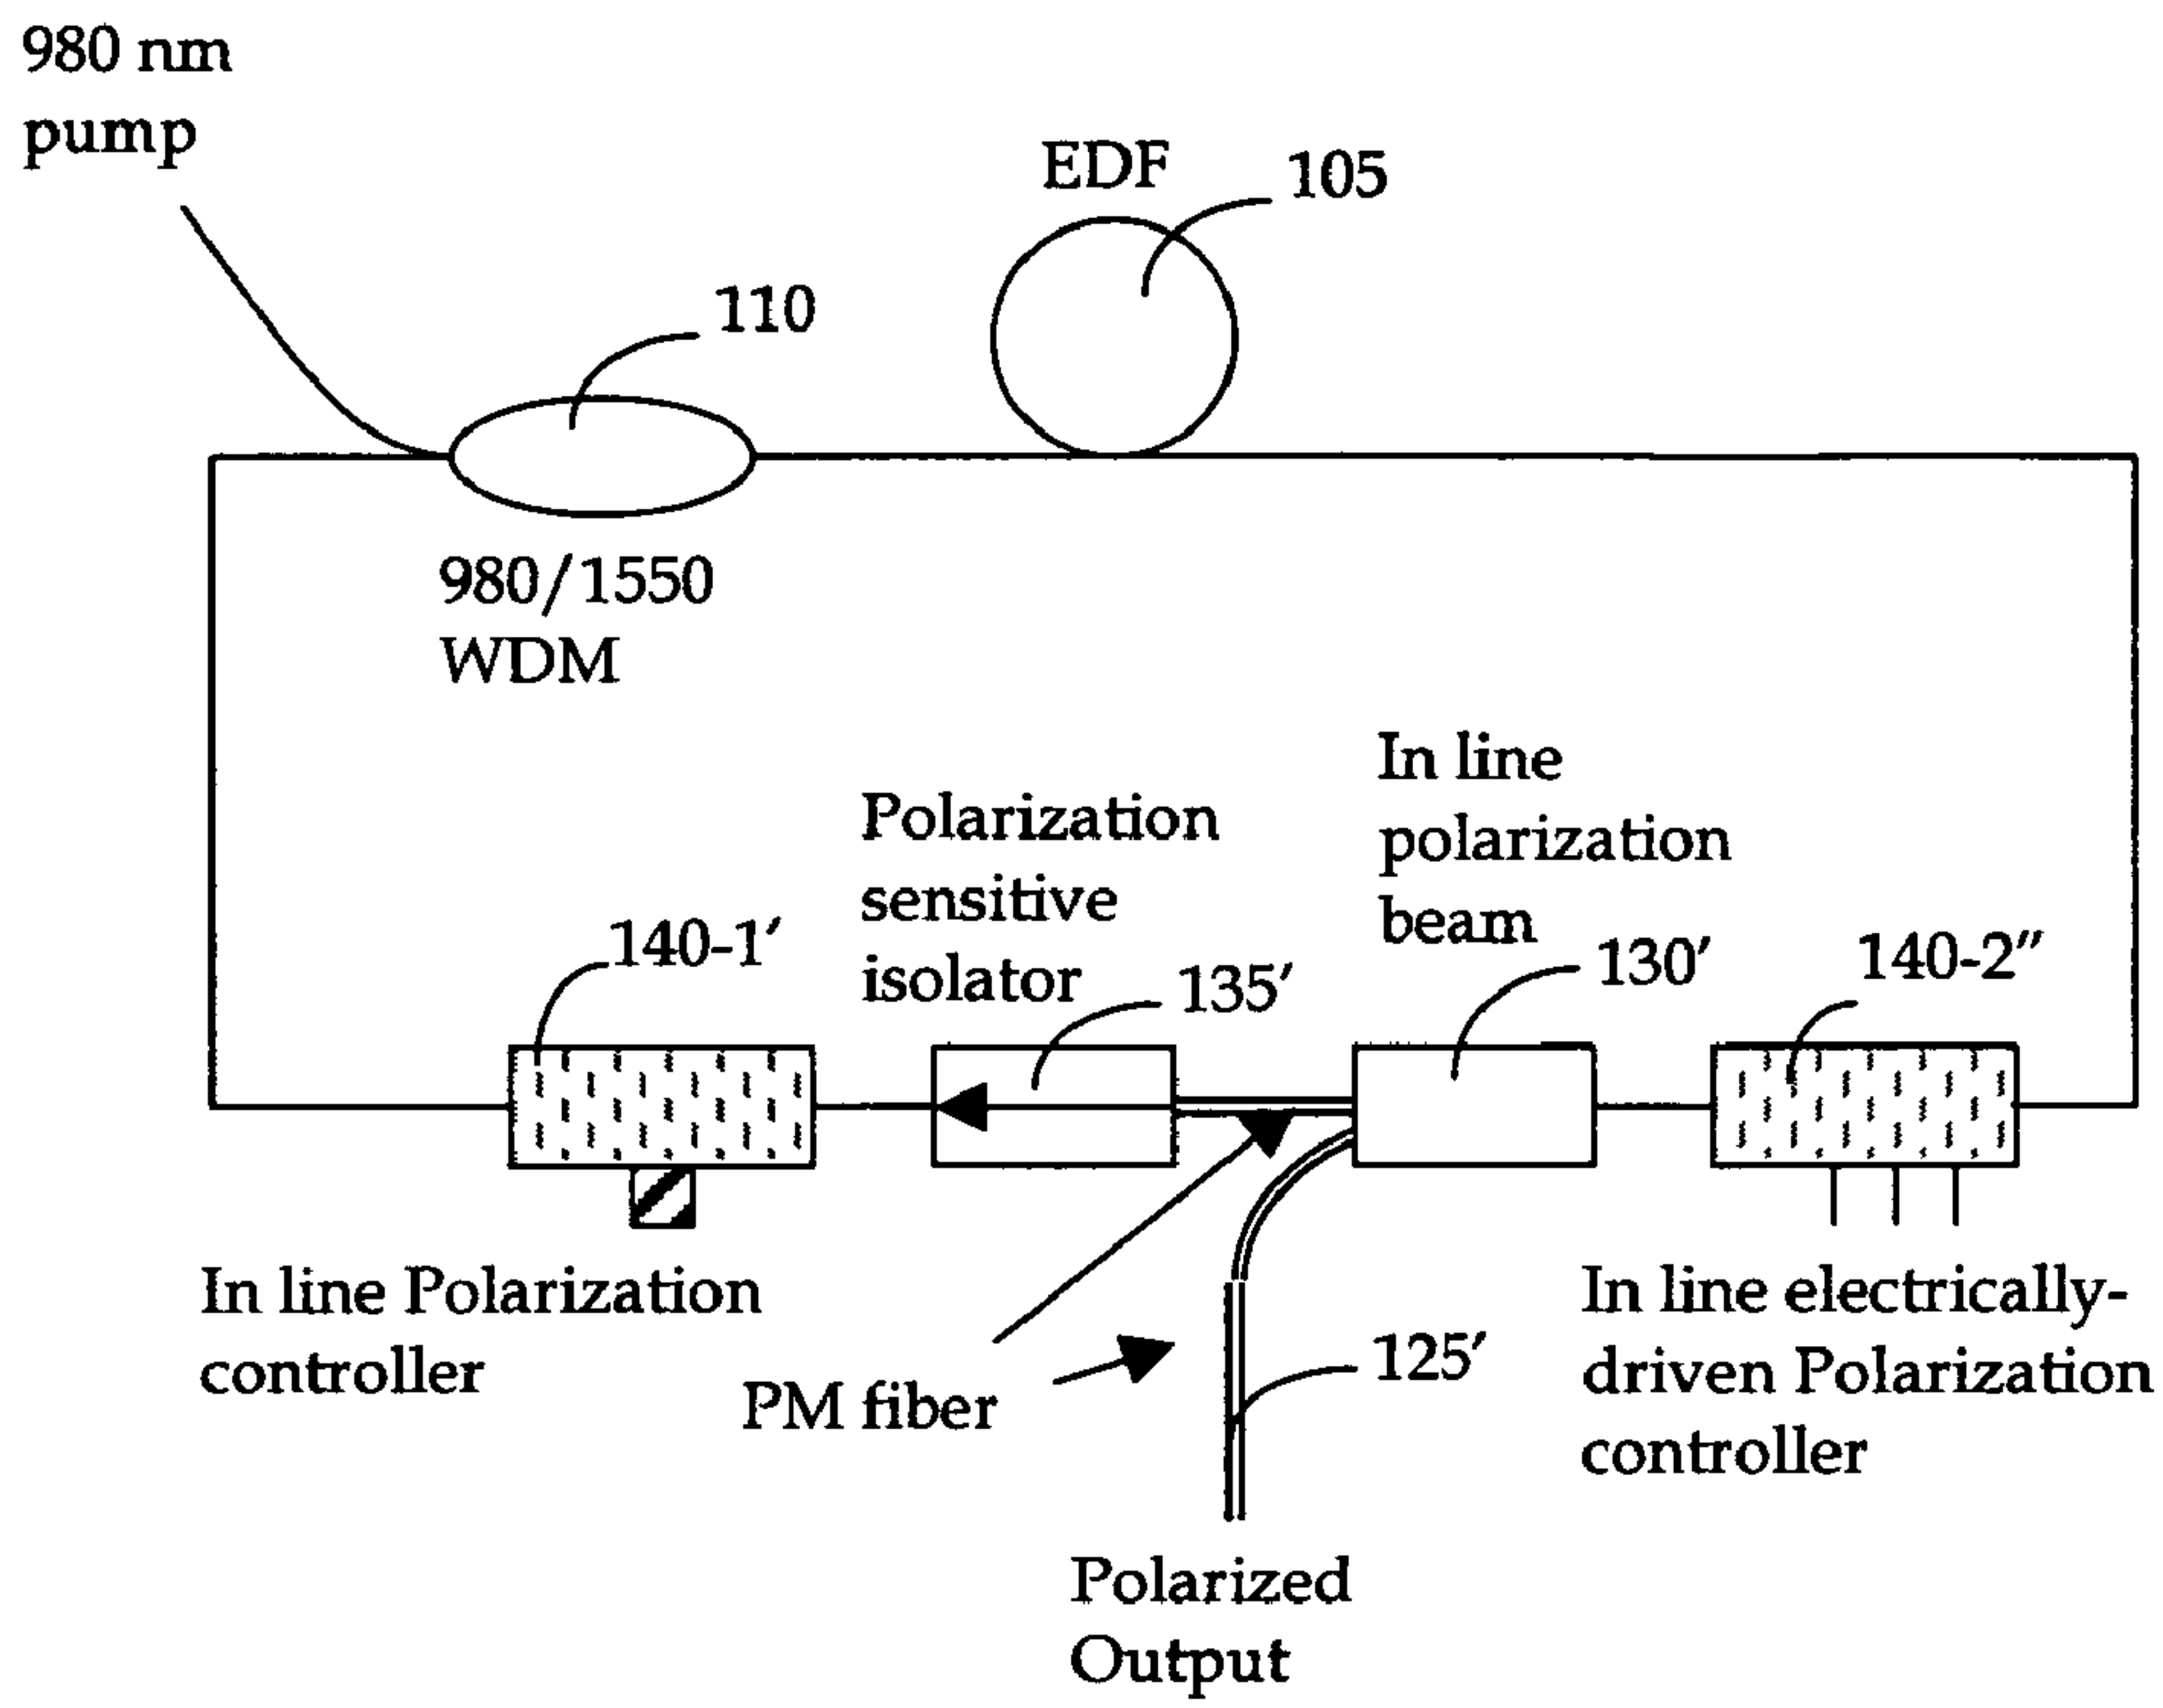 980 nm
pump
EDF
105
110
980/1550
WDM
In line
polarization
beam
Polarization
sensitive
isolator
140-1′
135′
130′
140-2″
In line Polarization
controller
PM fiber
125′
In line electrically-
driven Polarization
controller
Polarized
Output